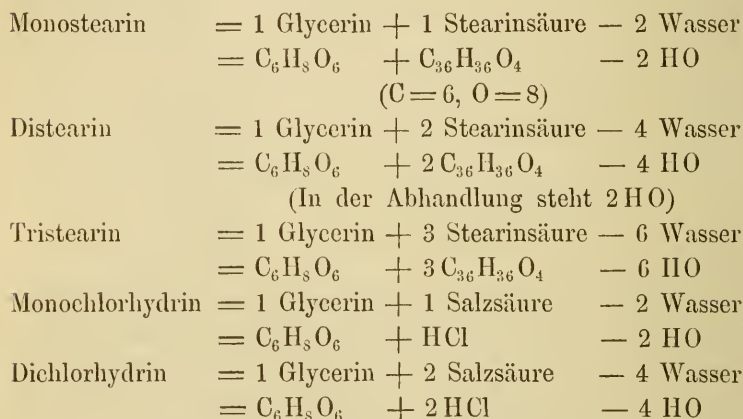 Monostearin = 1 Glycerin + 1 Stearinsäure — 2 Wasser
= C₆H₈O₆ + C₃₆H₃₆O₄ — 2 HO
(C = 6, O = 8)
Distearin = 1 Glycerin + 2 Stearinsäure — 4 Wasser
= C₆H₈O₆ + 2 C₃₆H₃₆O₄ — 4 HO
(In der Abhandlung steht 2 HO)
Tristearin = 1 Glycerin + 3 Stearinsäure — 6 Wasser
= C₆H₈O₆ + 3 C₃₆H₃₆O₄ — 6 HO
Monochlorhydrin = 1 Glycerin + 1 Salzsäure — 2 Wasser
= C₆H₈O₆ + HCl — 2 HO
Dichlorhydrin = 1 Glycerin + 2 Salzsäure — 4 Wasser
= C₆H₈O₆ + 2 HCl — 4 HO